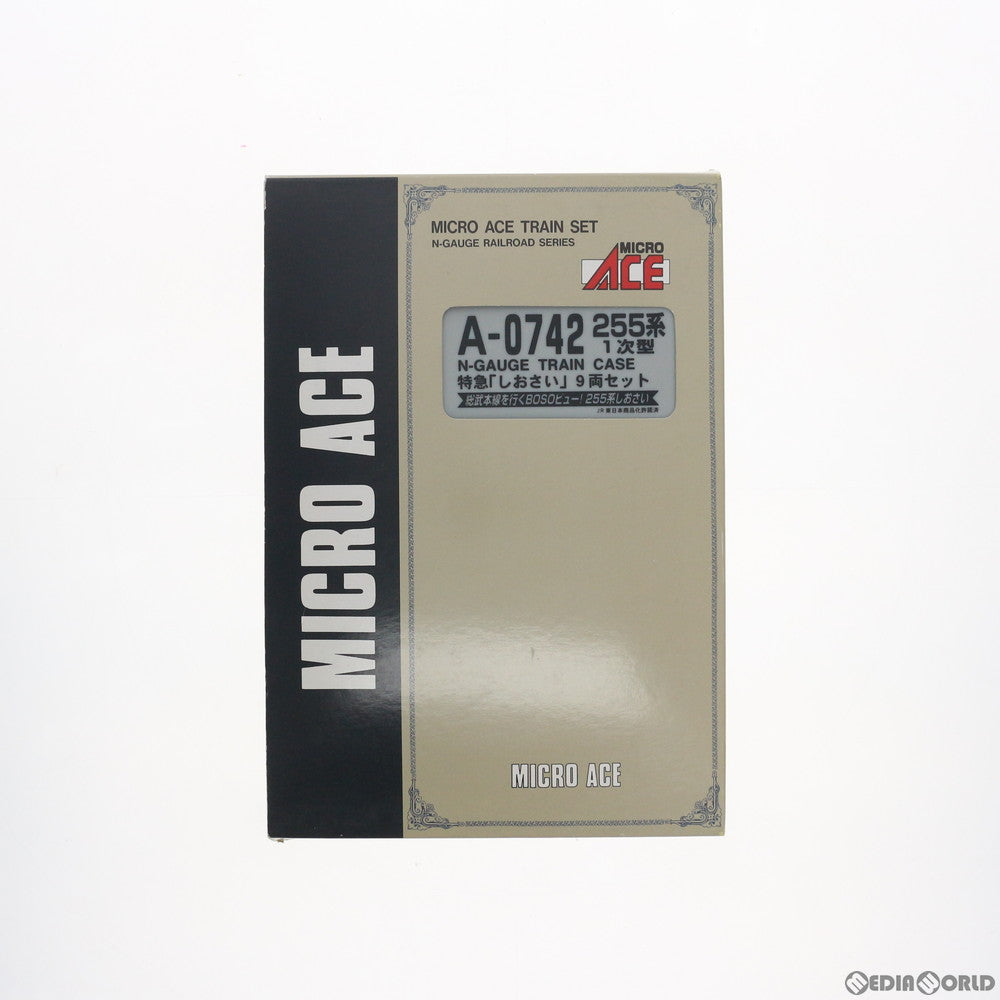 MICRO ACE
MICRO ACE TRAIN SET
N-GAUGE RAILROAD SERIES
MICRO
ACE
A-0742 255系
1次型
N-GAUGE TRAIN CASE
特急「しおさい」9両セット
総武本線を行くBOSOビュー!255系しおさい
JR東日本商品化許諾済
MICRO ACE
MEDIAWORLD